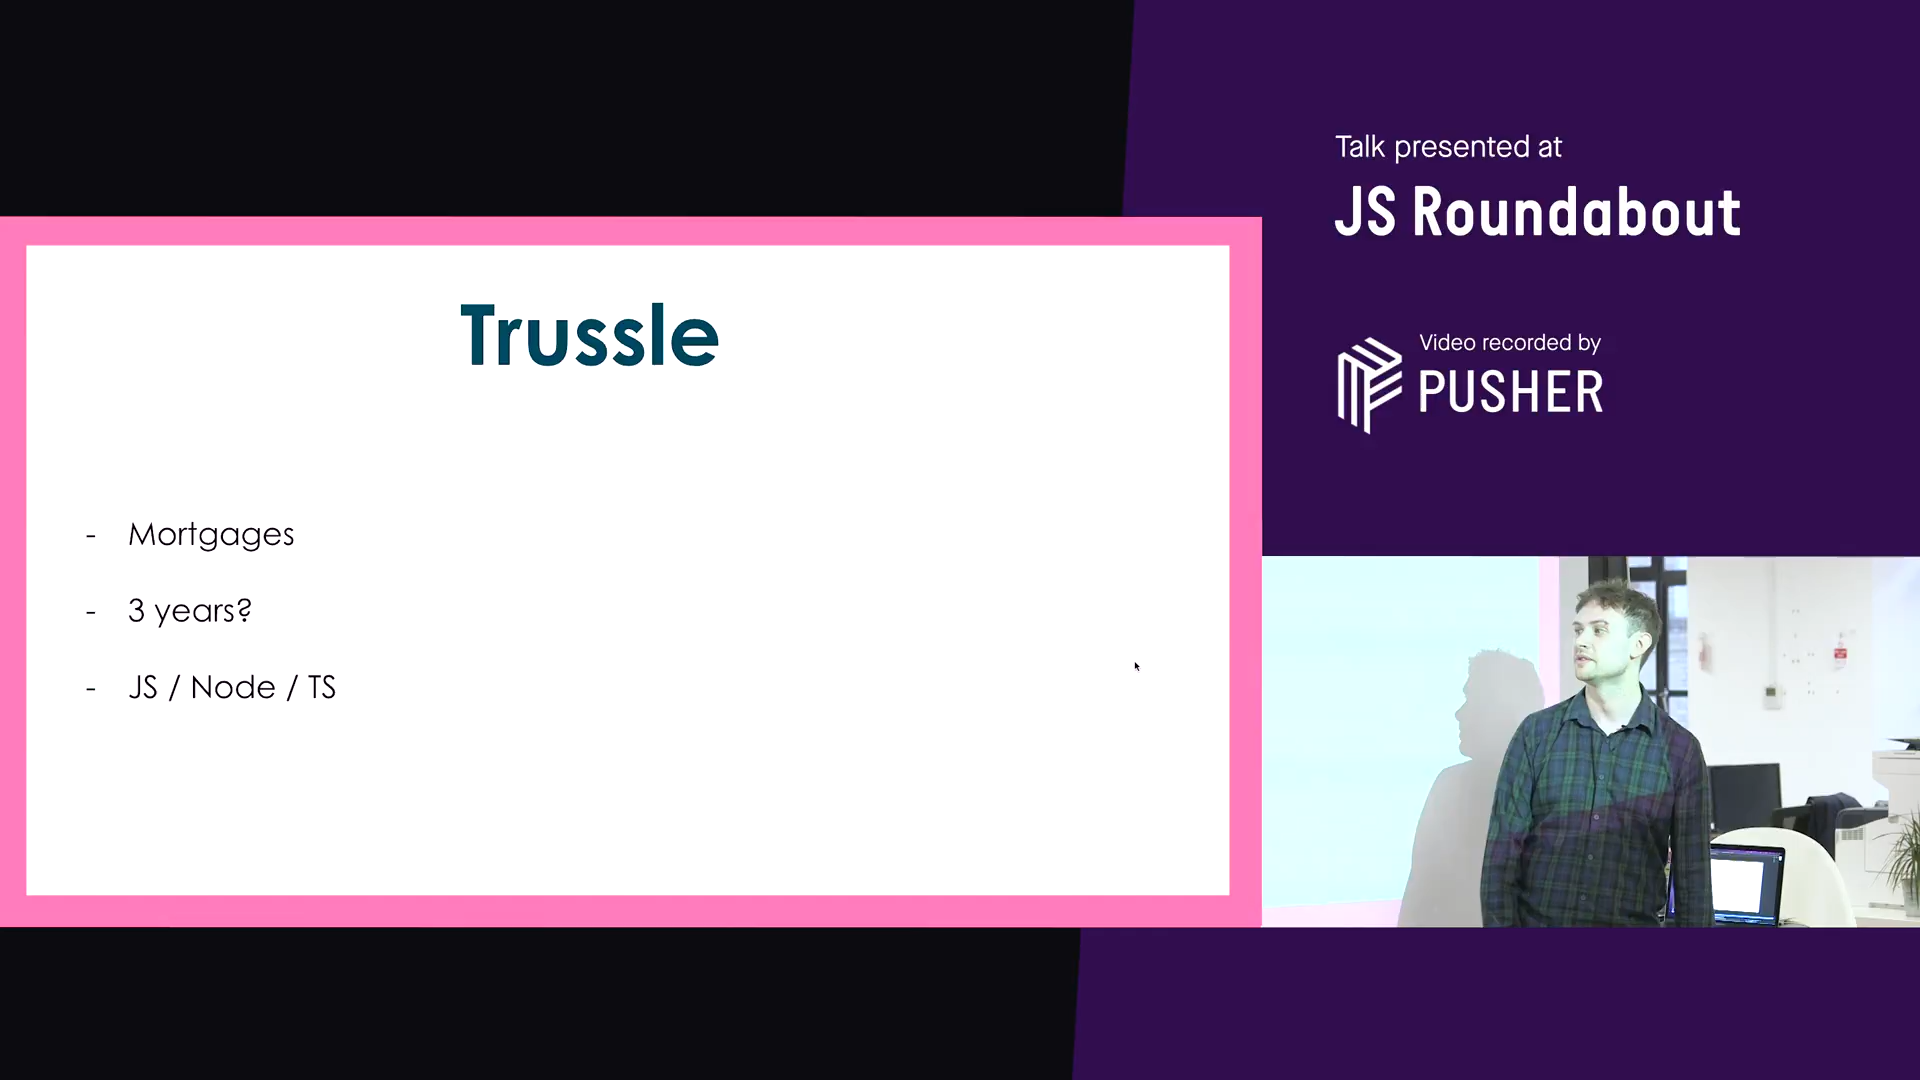 Trussle
- Mortgages
- 3 years?
- JS / Node / TS
Talk presented at
JS Roundabout
Video recorded by
PUSHER